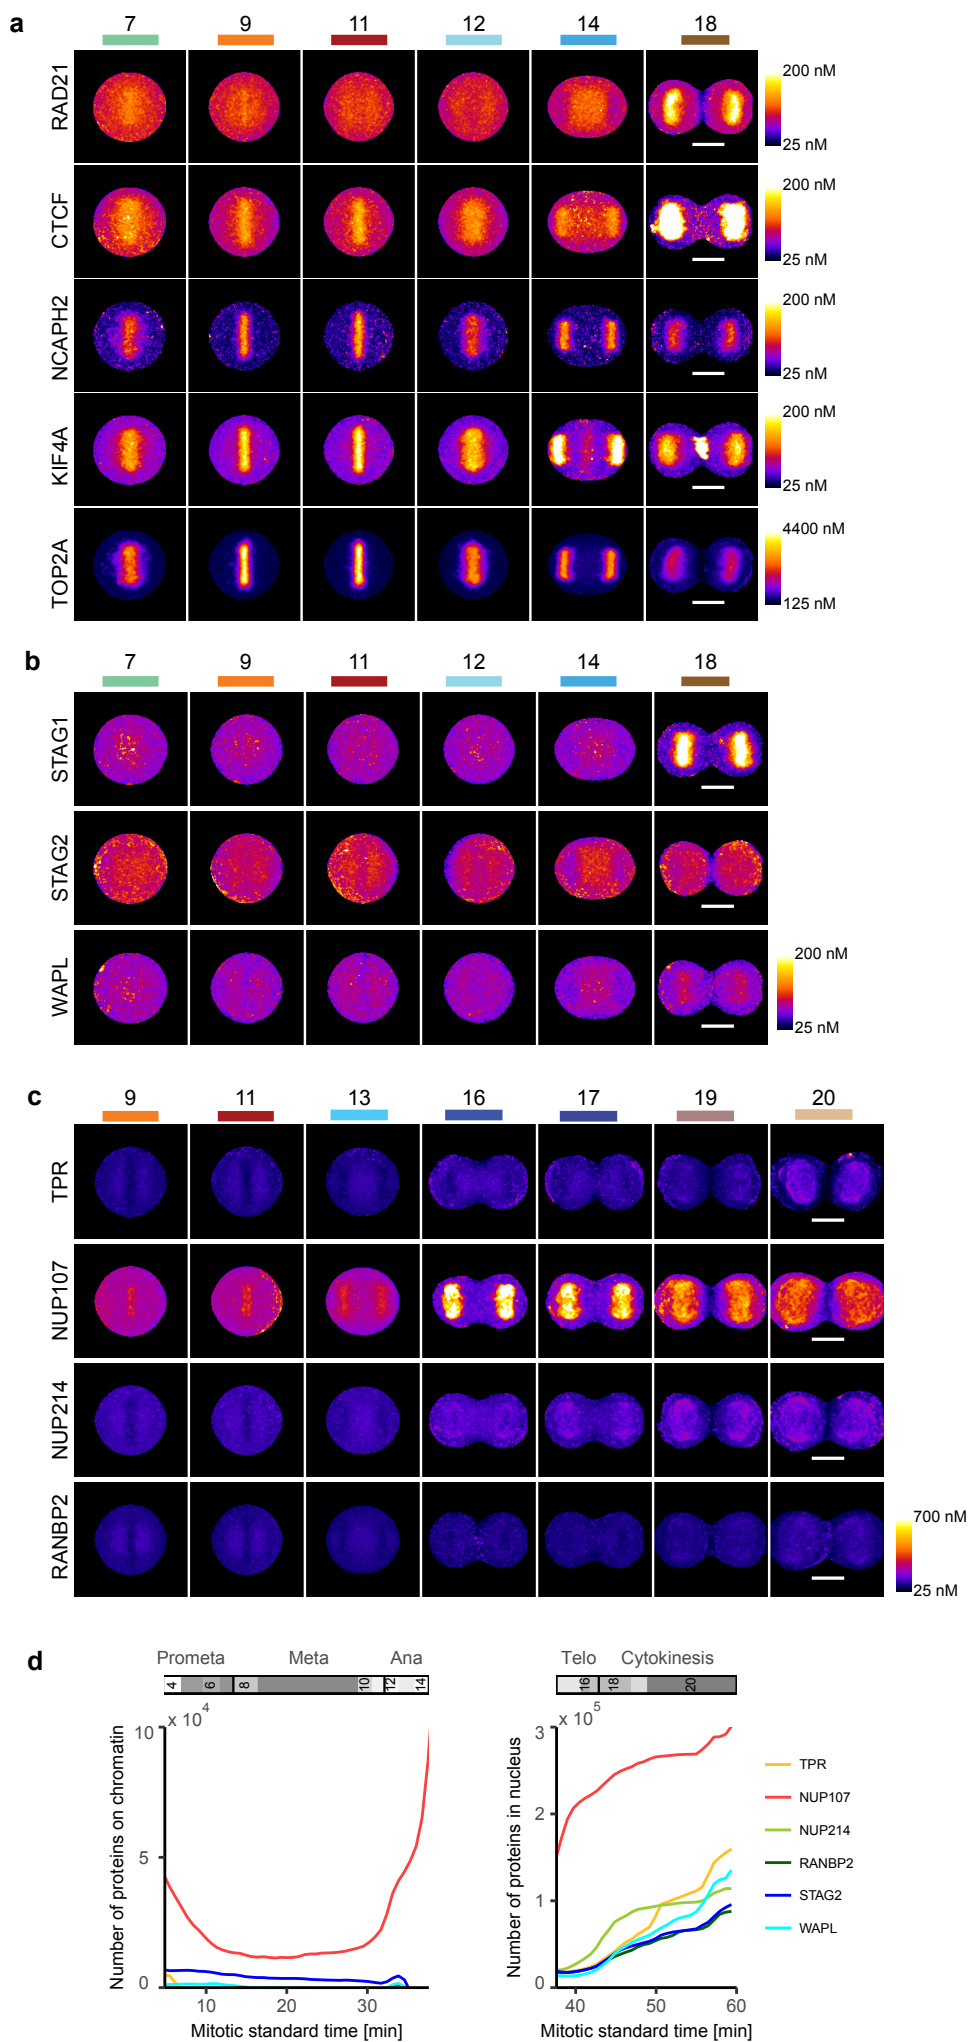 a
7 9 11 12 14 18
RAD21
200 nM
25 nM
CTCF
200 nM
25 nM
NCAPH2
200 nM
25 nM
KIF4A
200 nM
25 nM
TOP2A
4400 nM
125 nM
b
7 9 11 12 14 18
STAG1
STAG2
WAPL
200 nM
25 nM
c
9 11 13 16 17 19 20
TPR
NUP107
NUP214
RANBP2
700 nM
25 nM
d
Prometa Meta Ana
4 6 8 10 12 14
x 10^4
10
5
0
Number of proteins on chromatin
10 20 30
Mitotic standard time [min]
Telo Cytokinesis
16 18 20
x 10^5
3
2
1
0
Number of proteins in nucleus
40 50 60
Mitotic standard time [min]
TPR
NUP107
NUP214
RANBP2
STAG2
WAPL